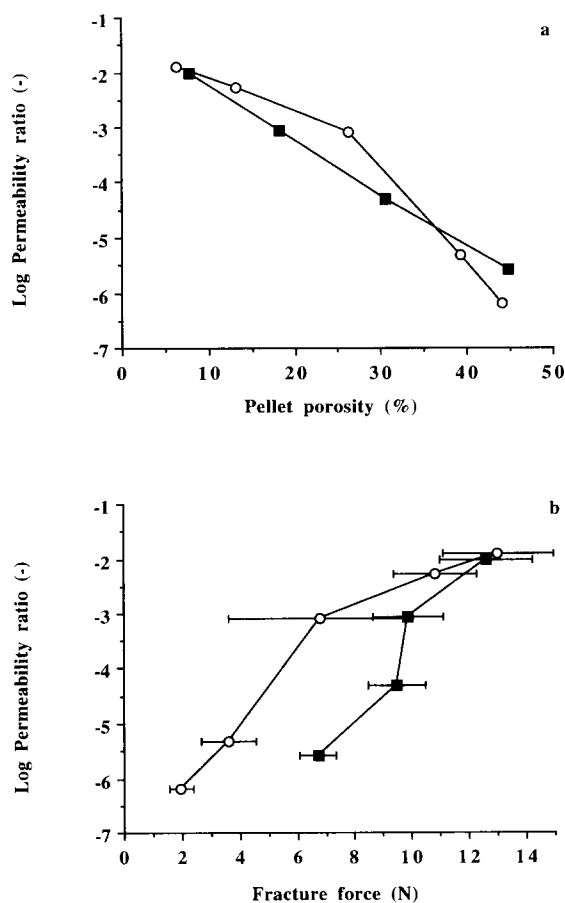 a
Log Permeability ratio (-)
-1
-2
-3
-4
-5
-6
-7
0 10 20 30 40 50
Pellet porosity (%)
b
Log Permeability ratio (-)
-1
-2
-3
-4
-5
-6
-7
0 2 4 6 8 10 12 14
Fracture force (N)